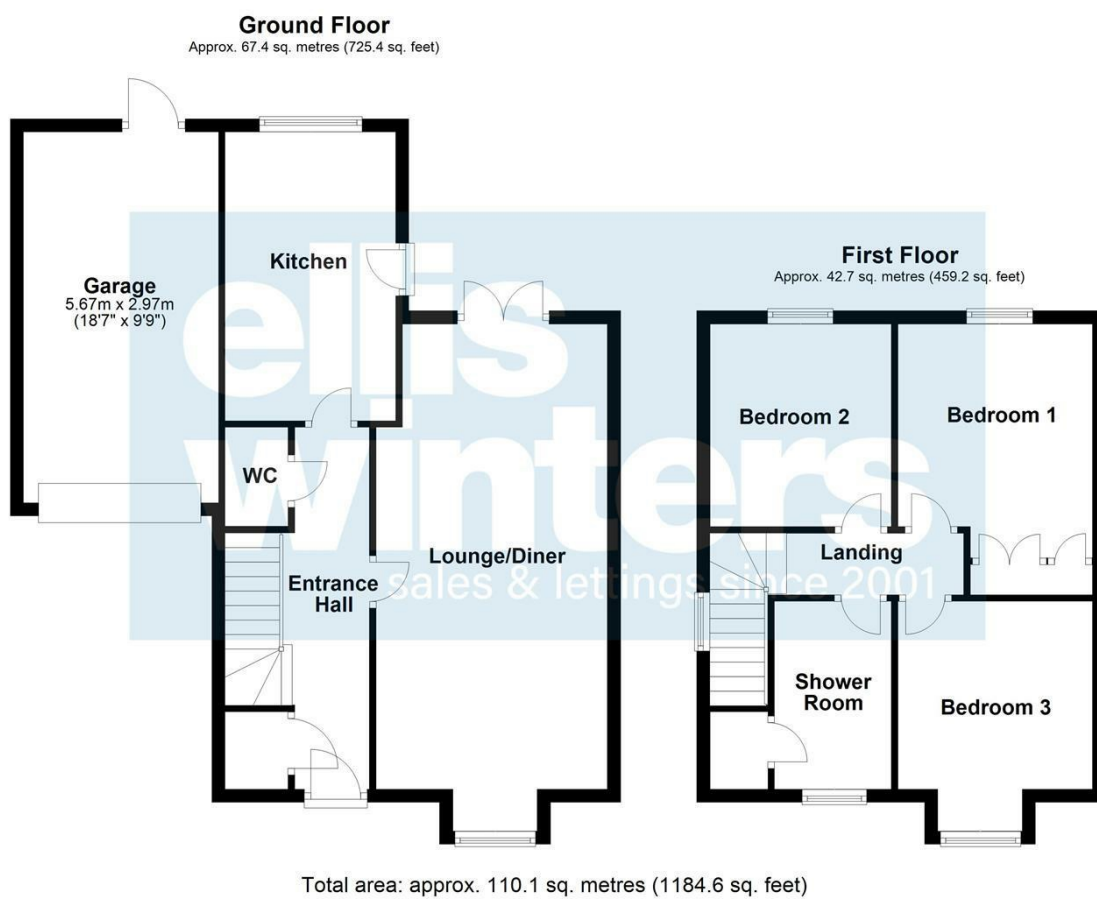 Ground Floor
Approx. 67.4 sq. metres (725.4 sq. feet)
Garage
5.67m x 2.97m
(18'7" x 9'9")
Kitchen
WC
Entrance
Hall
Lounge/Diner
First Floor
Approx. 42.7 sq. metres (459.2 sq. feet)
Bedroom 2
Bedroom 1
Landing
Shower
Room
Bedroom 3
ellis
winters
sales & lettings since 2001
Total area: approx. 110.1 sq. metres (1184.6 sq. feet)